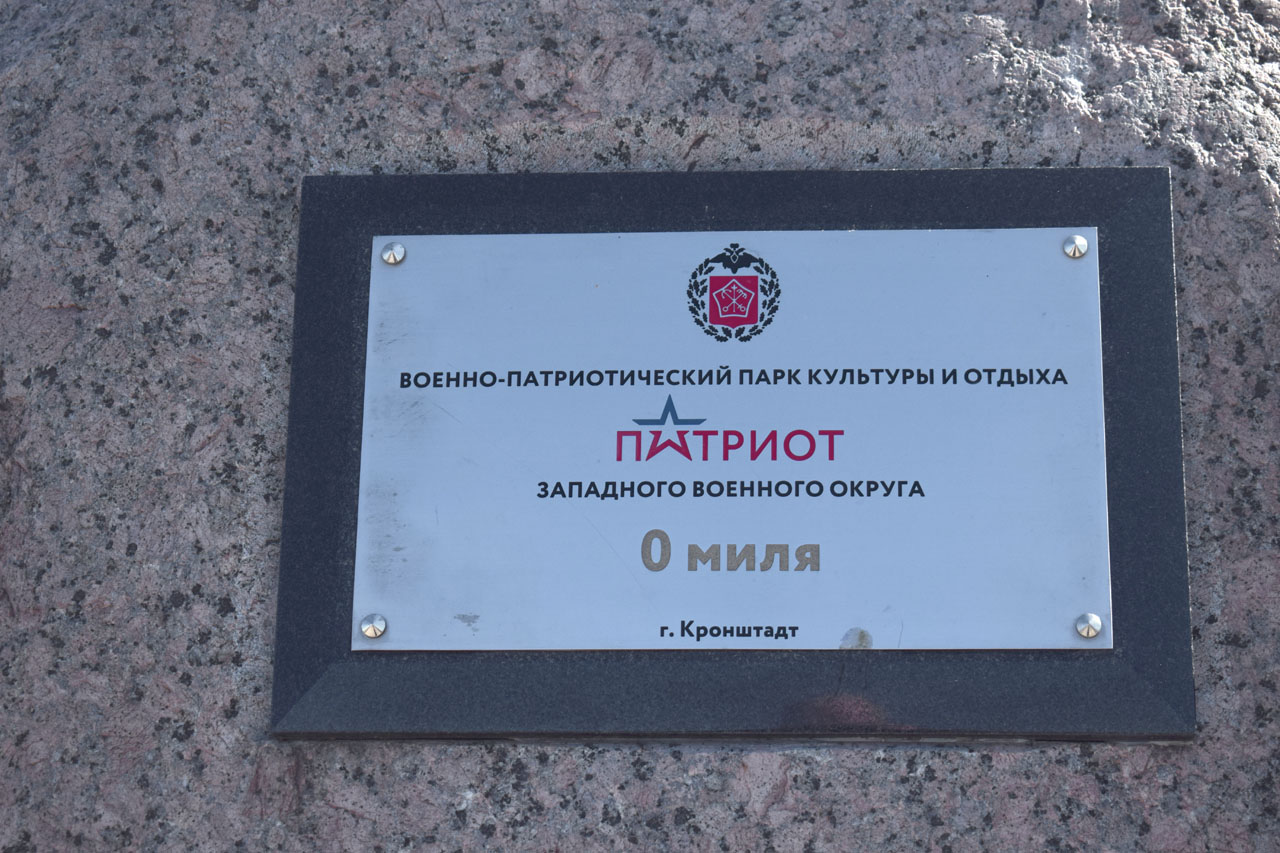 ВОЕННО-ПАТРИОТИЧЕСКИЙ ПАРК КУЛЬТУРЫ И ОТДЫХА
ПАТРИОТ
ЗАПАДНОГО ВОЕННОГО ОКРУГА
0 миля
г. Кронштадт